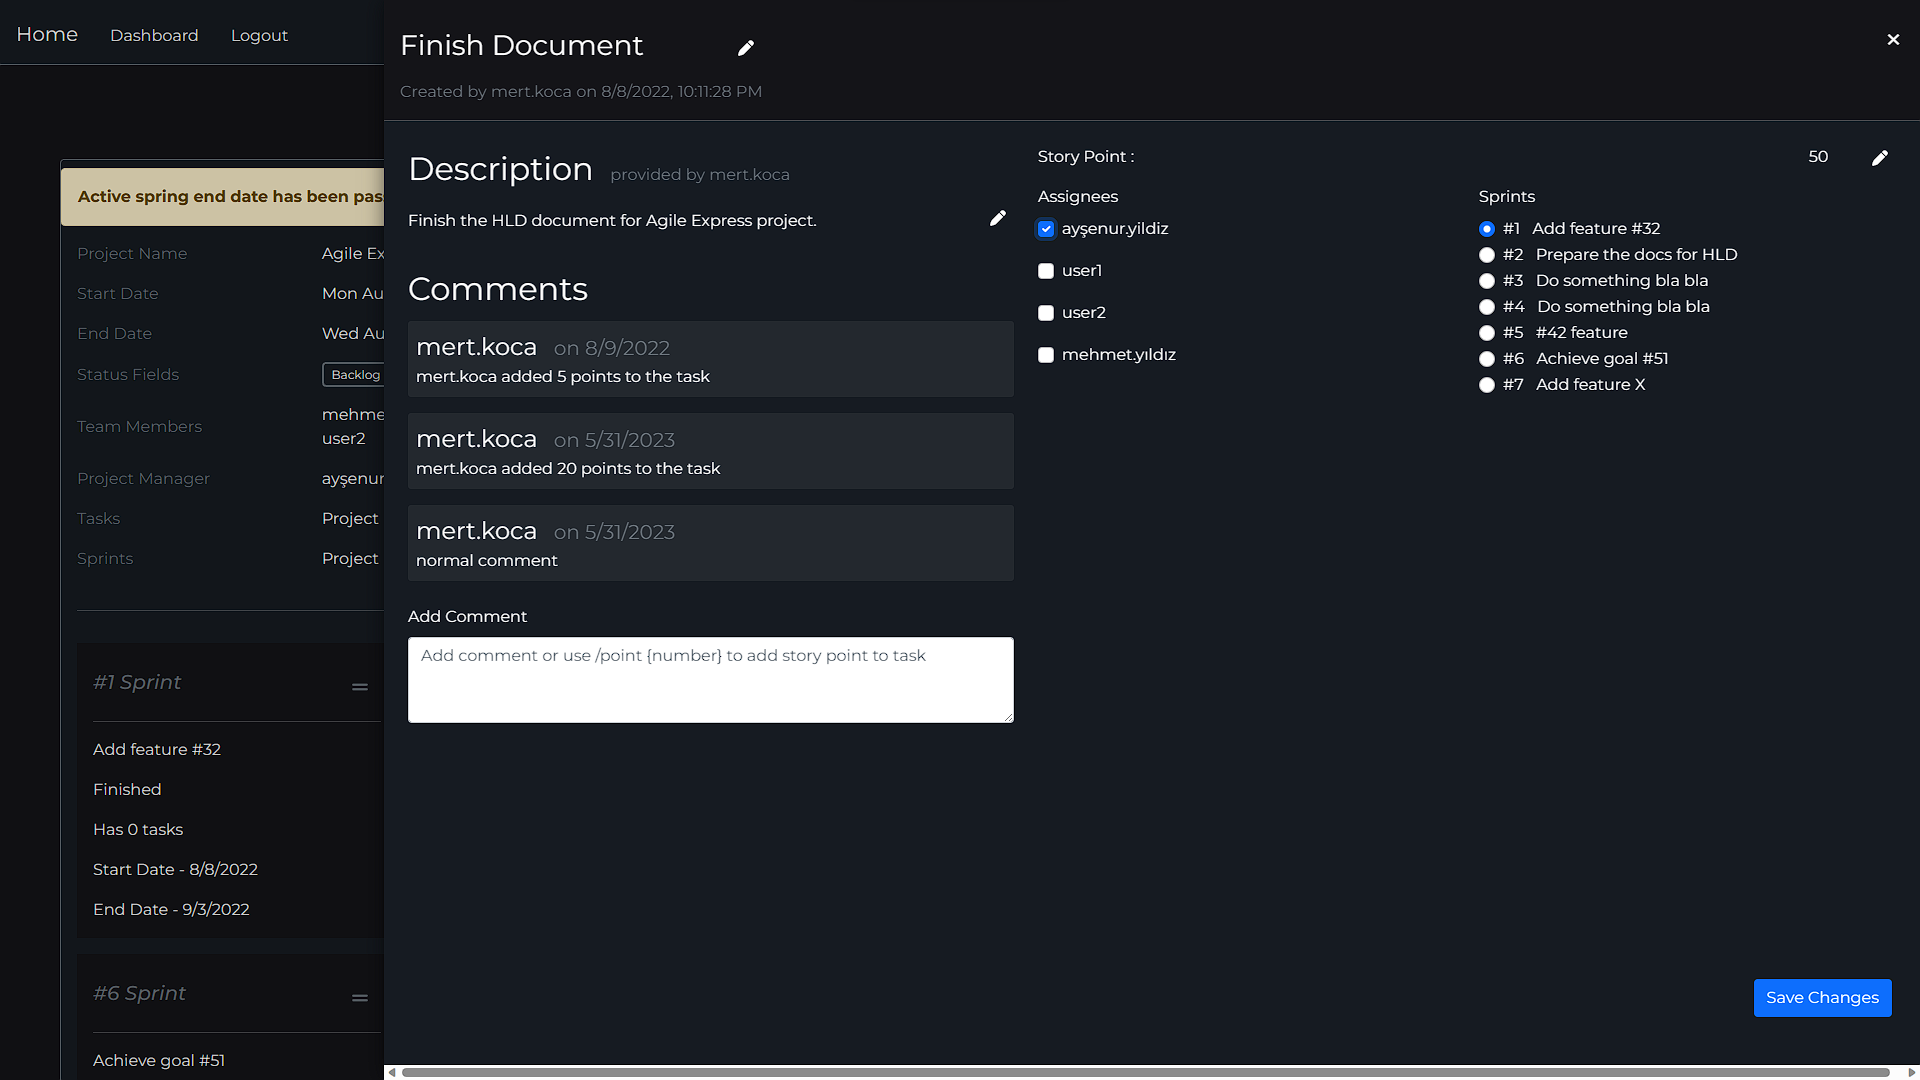 Home Dashboard Logout
Active spring end date has been pas
Project Name Agile Ex
Start Date Mon Au
End Date Wed Au
Status Fields Backlog
Team Members mehme
user2
Project Manager ayşenur
Tasks Project
Sprints Project
#1 Sprint
Add feature #32
Finished
Has 0 tasks
Start Date - 8/8/2022
End Date - 9/3/2022
#6 Sprint
Achieve goal #51
Finish Document
Created by mert.koca on 8/8/2022, 10:11:28 PM
Description provided by mert.koca
Finish the HLD document for Agile Express project.
Comments
mert.koca on 8/9/2022
mert.koca added 5 points to the task
mert.koca on 5/31/2023
mert.koca added 20 points to the task
mert.koca on 5/31/2023
normal comment
Add Comment
Add comment or use /point {number} to add story point to task
Story Point : 50
Assignees
ayşenur.yildiz
user1
user2
mehmet.yıldız
Sprints
#1 Add feature #32
#2 Prepare the docs for HLD
#3 Do something bla bla
#4 Do something bla bla
#5 #42 feature
#6 Achieve goal #51
#7 Add feature X
Save Changes